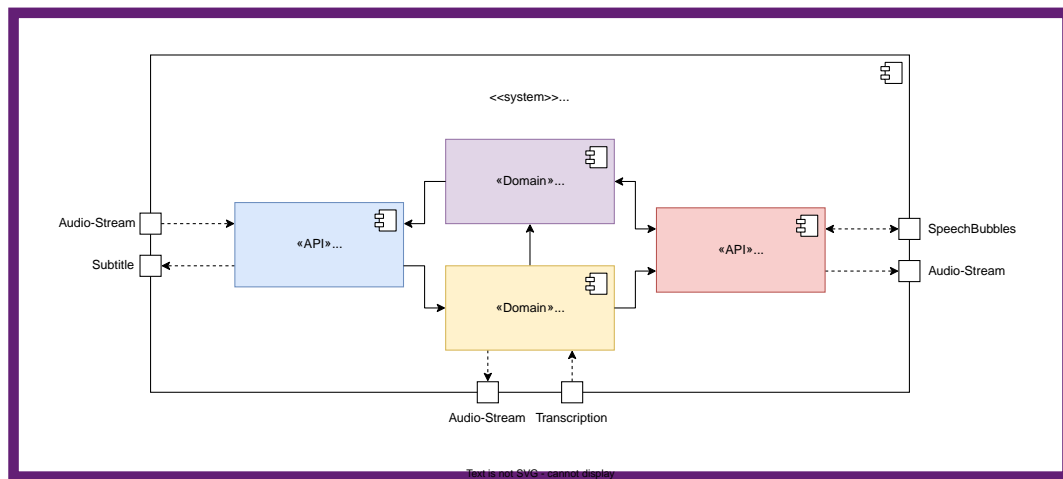 <<system>>...
«Domain»...
Audio-Stream
«API»...
«API»...
SpeechBubbles
Subtitle
Audio-Stream
«Domain»...
Audio-Stream
Transcription
Text is not SVG - cannot display